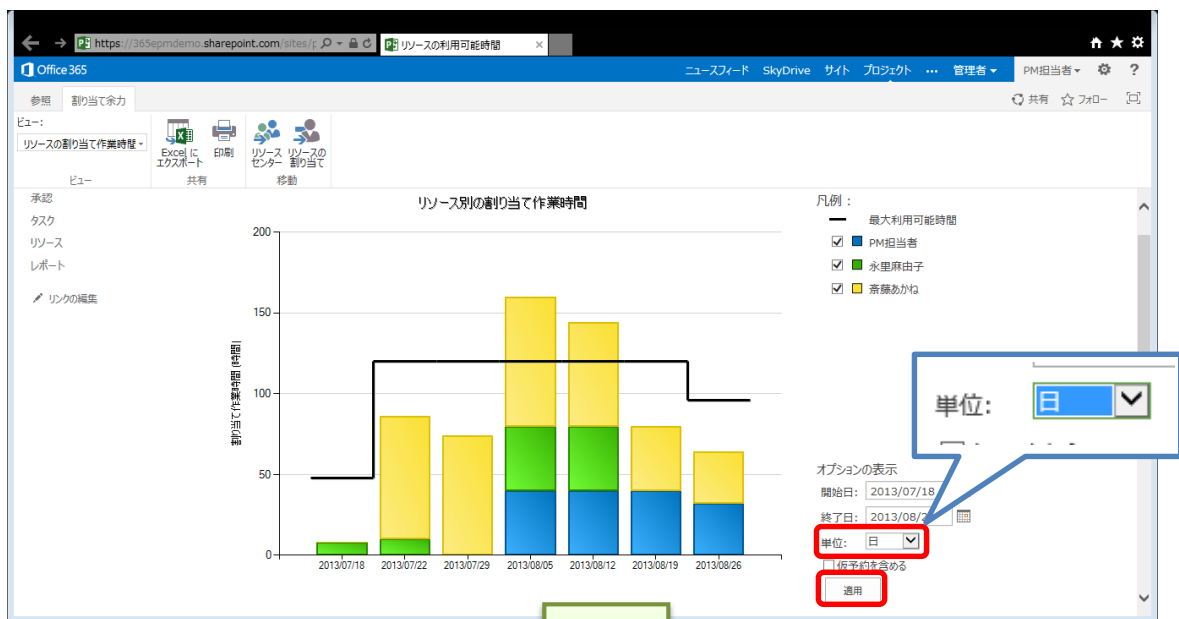 https://365epmdemo.sharepoint.com/sites/p
リソースの利用可能時間
Office 365
ニュースフィード SkyDrive サイト プロジェクト ••• 管理者 PM担当者 ?
参照 割り当て余力
共有 フォロー
ビュー:
リソースの割り当て作業時間
Excel に
エクスポート
印刷
リソース
センター
リソースの
割り当て
ビュー 共有 移動
承認
タスク
リソース
レポート
リンクの編集
リソース別の割り当て作業時間
割り当て作業時間 (時間)
200
150
100
50
0
2013/07/18 2013/07/22 2013/07/29 2013/08/05 2013/08/12 2013/08/19 2013/08/26
凡例 :
最大利用可能時間
PM担当者
永里麻由子
斎藤あかね
単位: 日
オプションの表示
開始日: 2013/07/18
終了日: 2013/08/2
単位: 日
仮予約を含める
適用